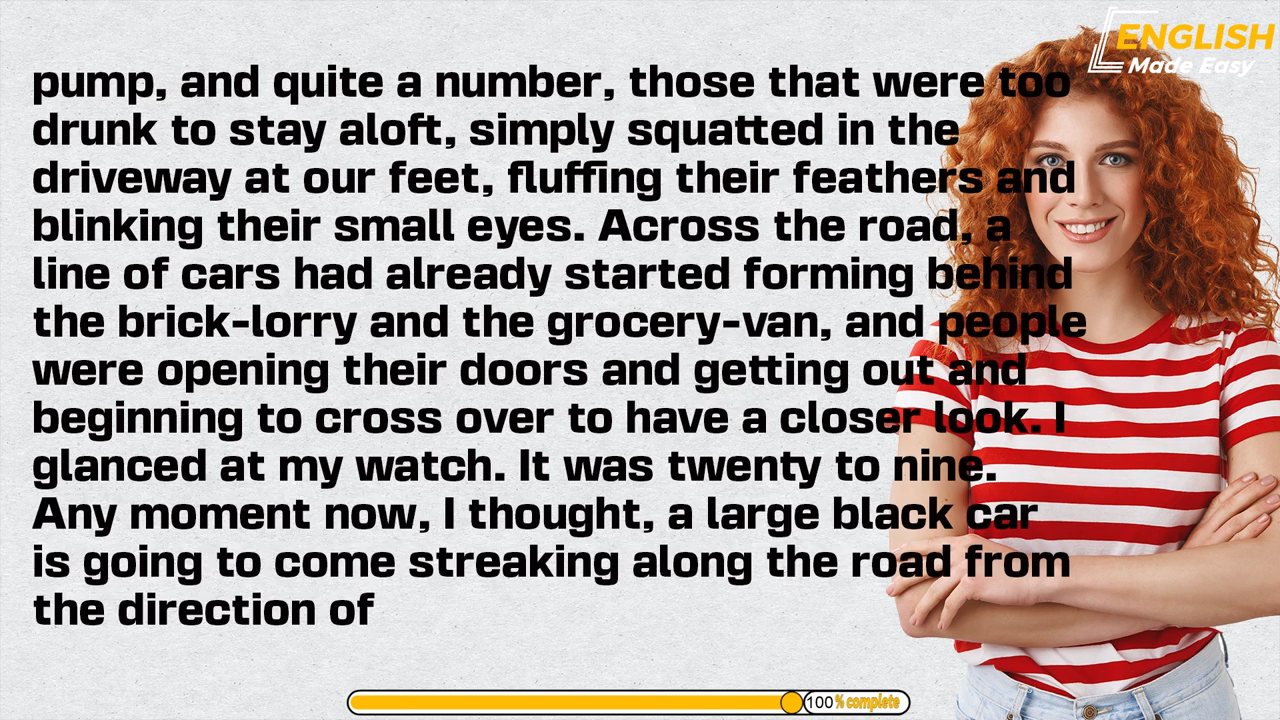 ENGLISH
Made Easy
pump, and quite a number, those that were too
drunk to stay aloft, simply squatted in the
driveway at our feet, fluffing their feathers and
blinking their small eyes. Across the road, a
line of cars had already started forming behind
the brick-lorry and the grocery-van, and people
were opening their doors and getting out and
beginning to cross over to have a closer look. I
glanced at my watch. It was twenty to nine.
Any moment now, I thought, a large black car
is going to come streaking along the road from
the direction of
100 % complete